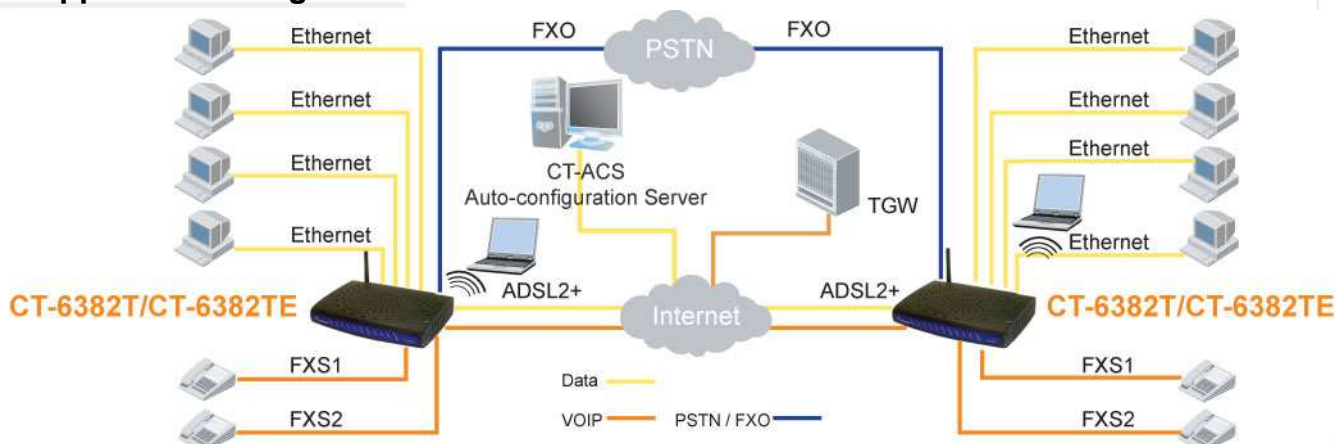 FXO
PSTN
FXO
Ethernet
Ethernet
Ethernet
Ethernet
CT-ACS
Auto-configuration Server
TGW
Ethernet
Ethernet
Ethernet
Ethernet
CT-6382T/CT-6382TE
ADSL2+
Internet
ADSL2+
CT-6382T/CT-6382TE
FXS1
FXS2
Data
VOIP
PSTN / FXO
FXS1
FXS2